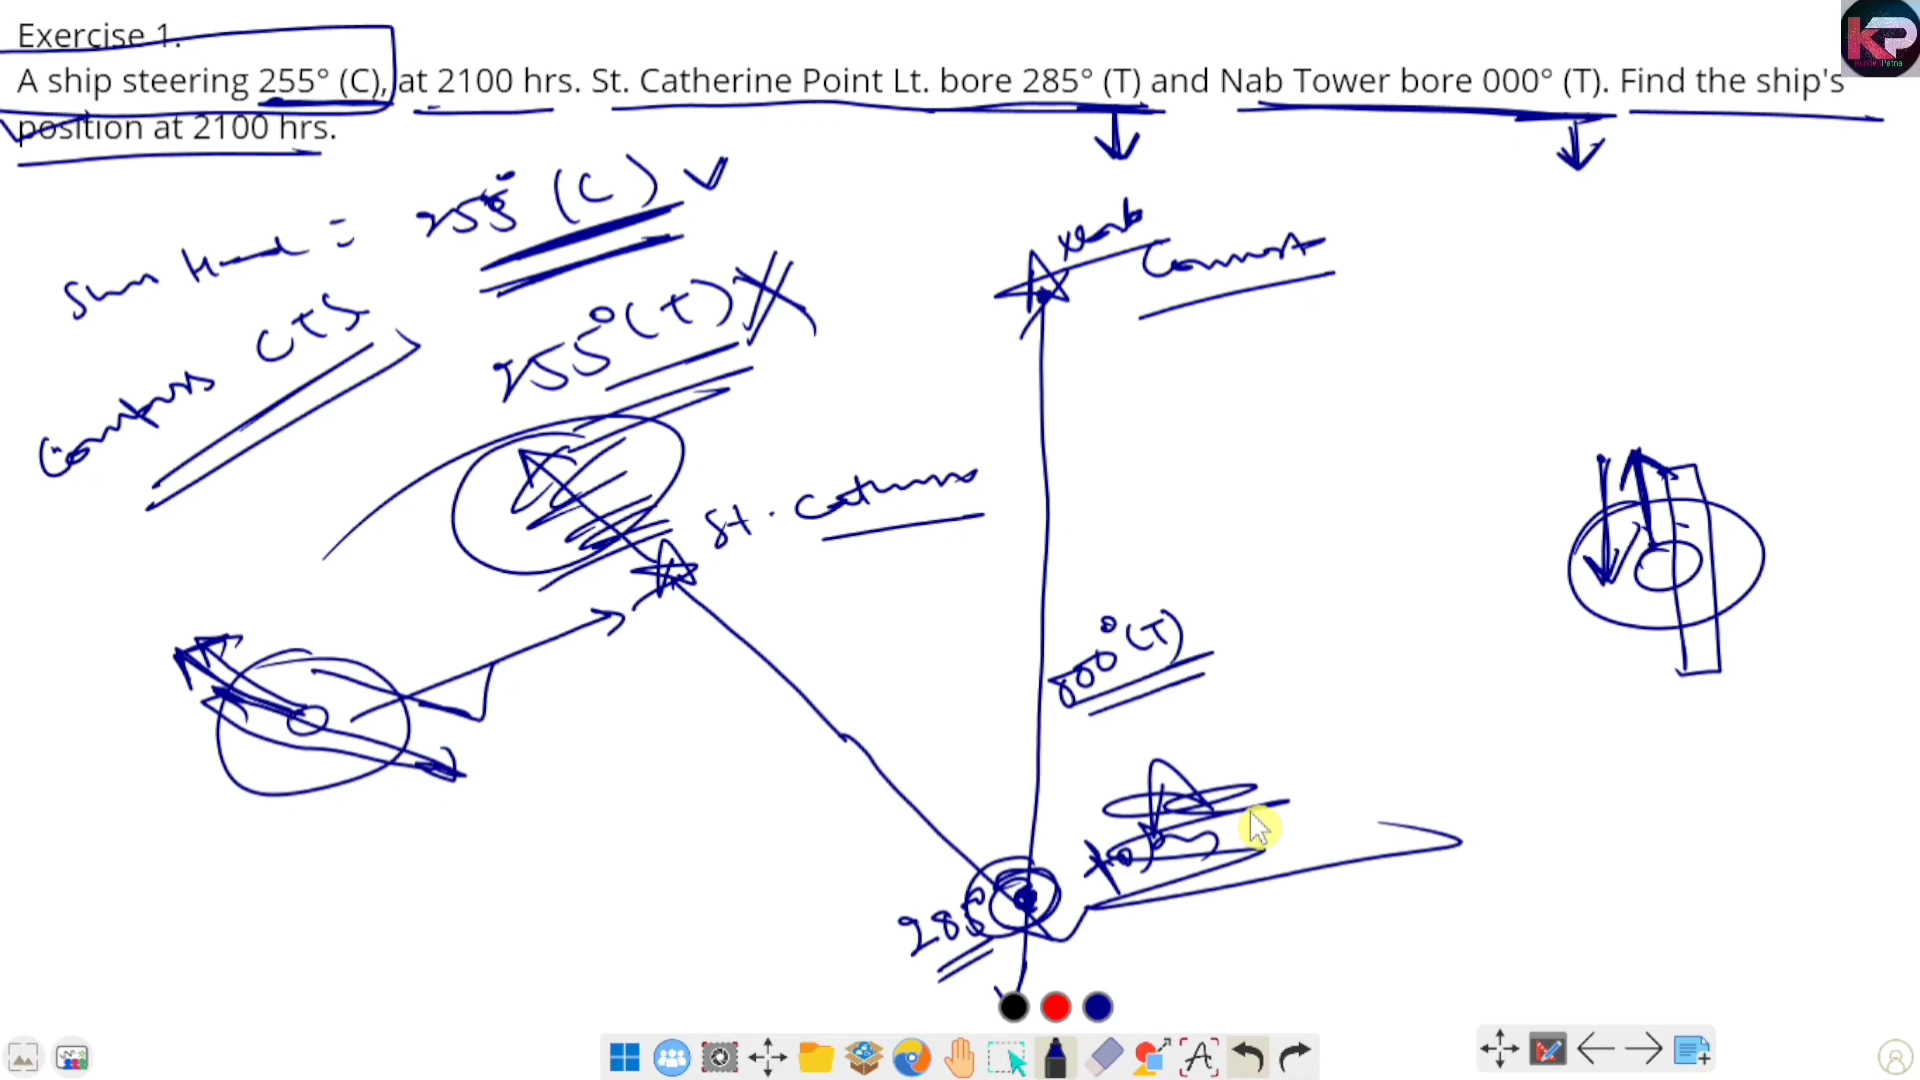 Exercise 1.
A ship steering 255° (C), at 2100 hrs. St. Catherine Point Lt. bore 285° (T) and Nab Tower bore 000° (T). Find the ship's
position at 2100 hrs.
255° (C)
255° (T)
CTS
St.
000° (T)
285°
KP